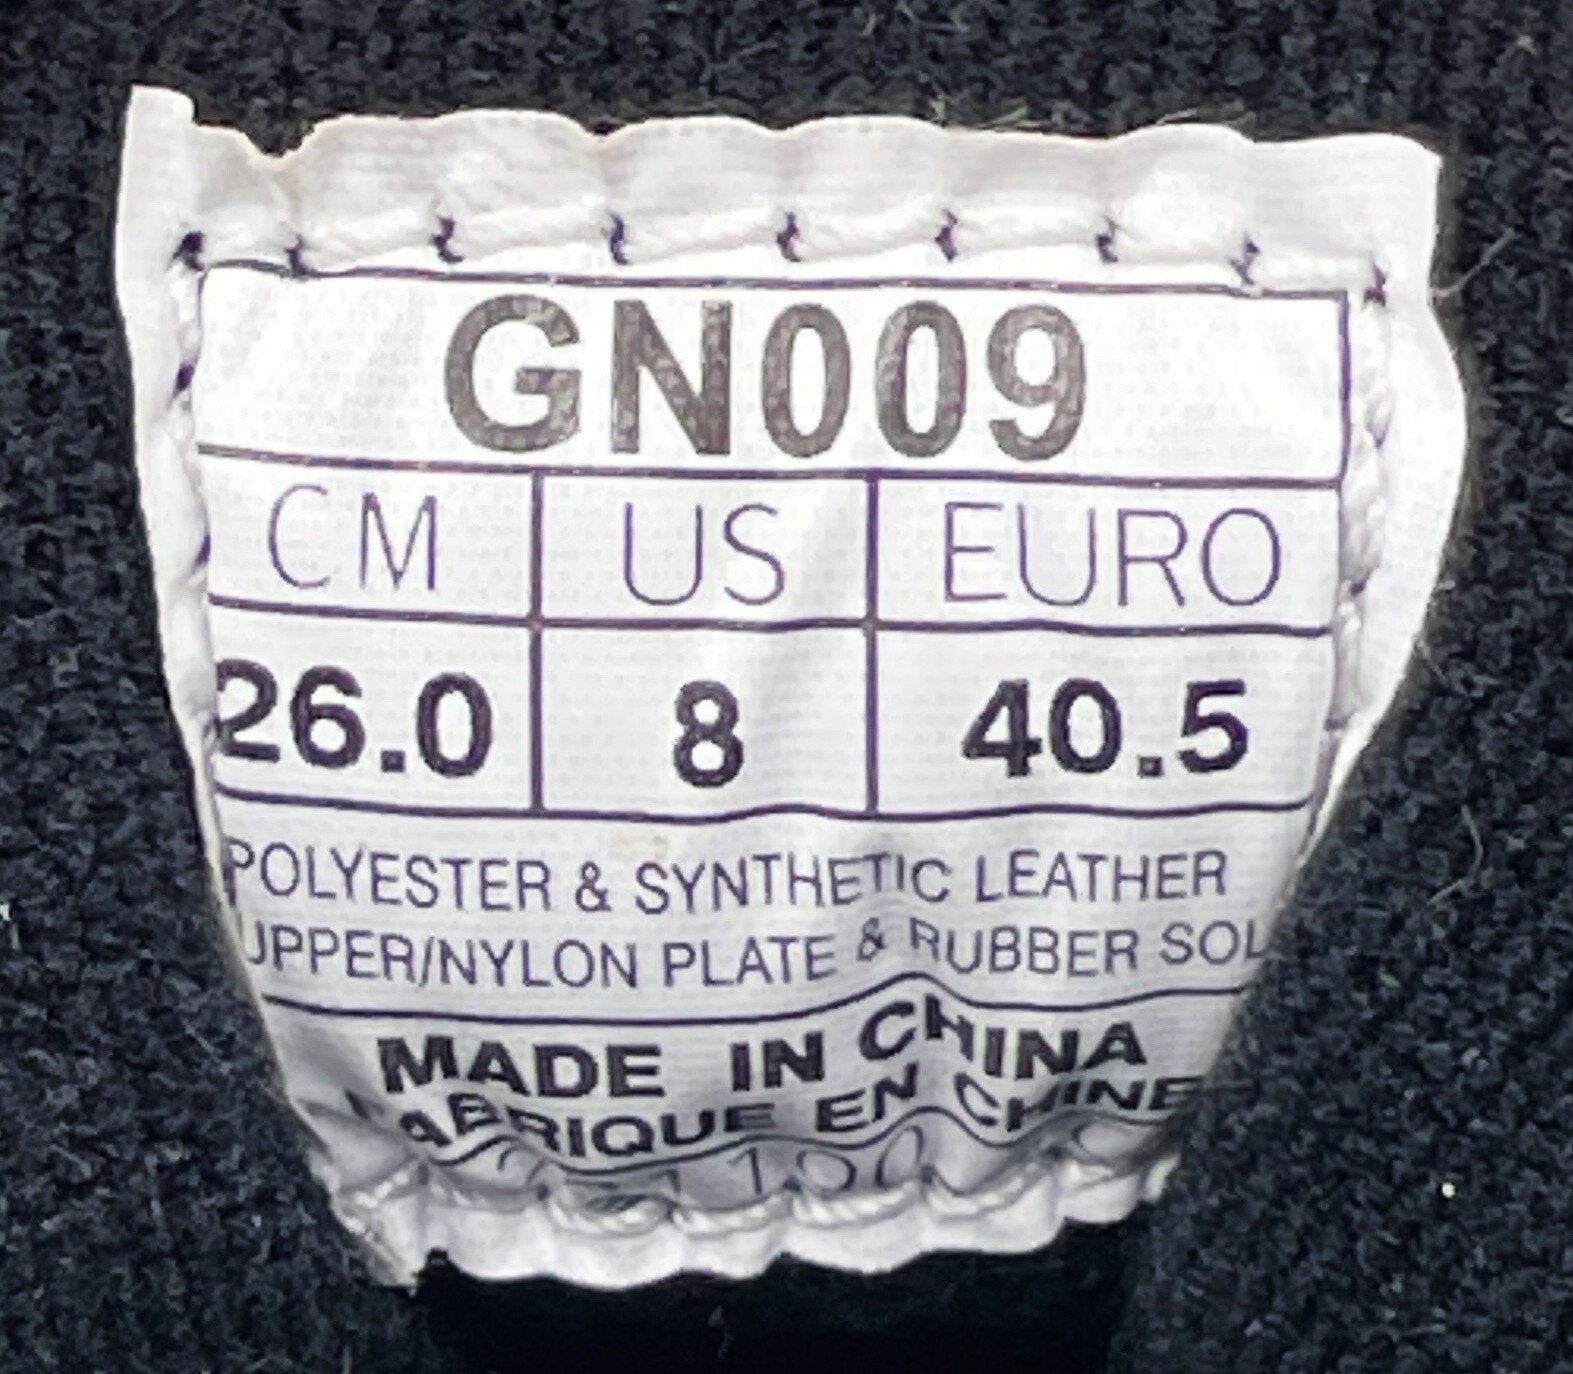 GN009
CM US EURO
26.0 8 40.5
POLYESTER & SYNTHETIC LEATHER
UPPER/NYLON PLATE & RUBBER SOL
MADE IN CHINA
FABRIQUE EN CHINE